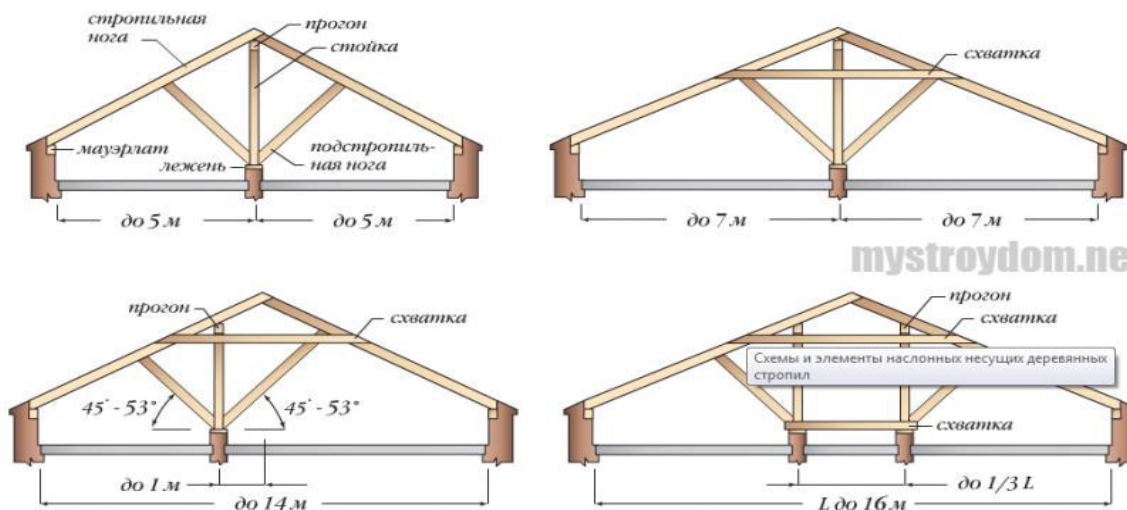 стропильная
нога
прогон
стойка
мауэрлат
лежень
подстропиль-
ная нога
до 5 м
до 5 м
схватка
до 7 м
до 7 м
mystroydom.ne
прогон
схватка
45° - 53°
45° - 53°
до 1 м
до 14 м
прогон
схватка
Схемы и элементы наслонных несущих деревянных
стропил
схватка
до 1/3 L
L до 16 м